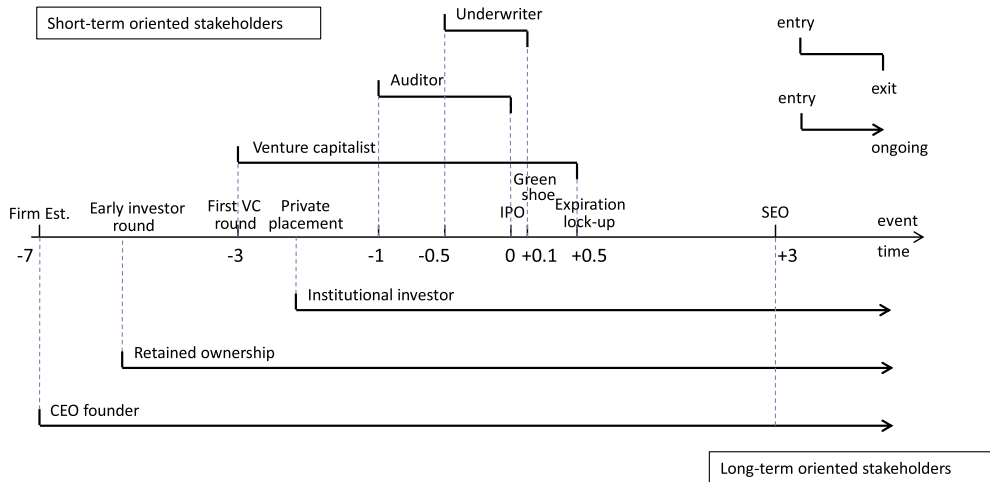 Short-term oriented stakeholders
Underwriter
entry
exit
Auditor
entry
ongoing
Venture capitalist
Firm Est.
Early investor
round
First VC
round
Private
placement
IPO
Green
shoe
Expiration
lock-up
SEO
event
time
-7
-3
-1
-0.5
0
+0.1
+0.5
+3
Institutional investor
Retained ownership
CEO founder
Long-term oriented stakeholders